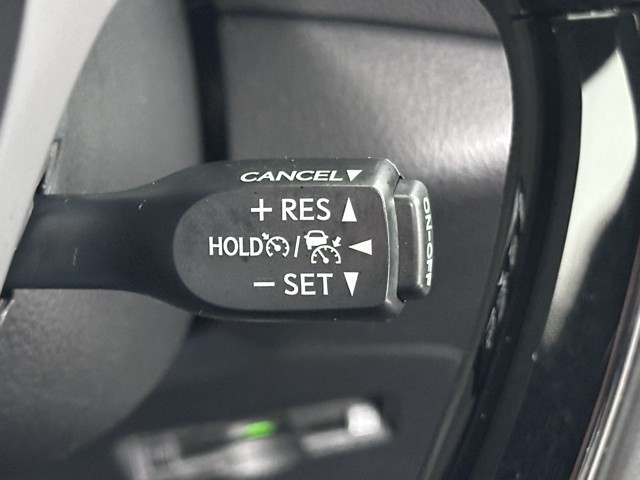 CANCEL▼
+ RES ▲
HOLD / ◀
− SET ▼
ON-OFF